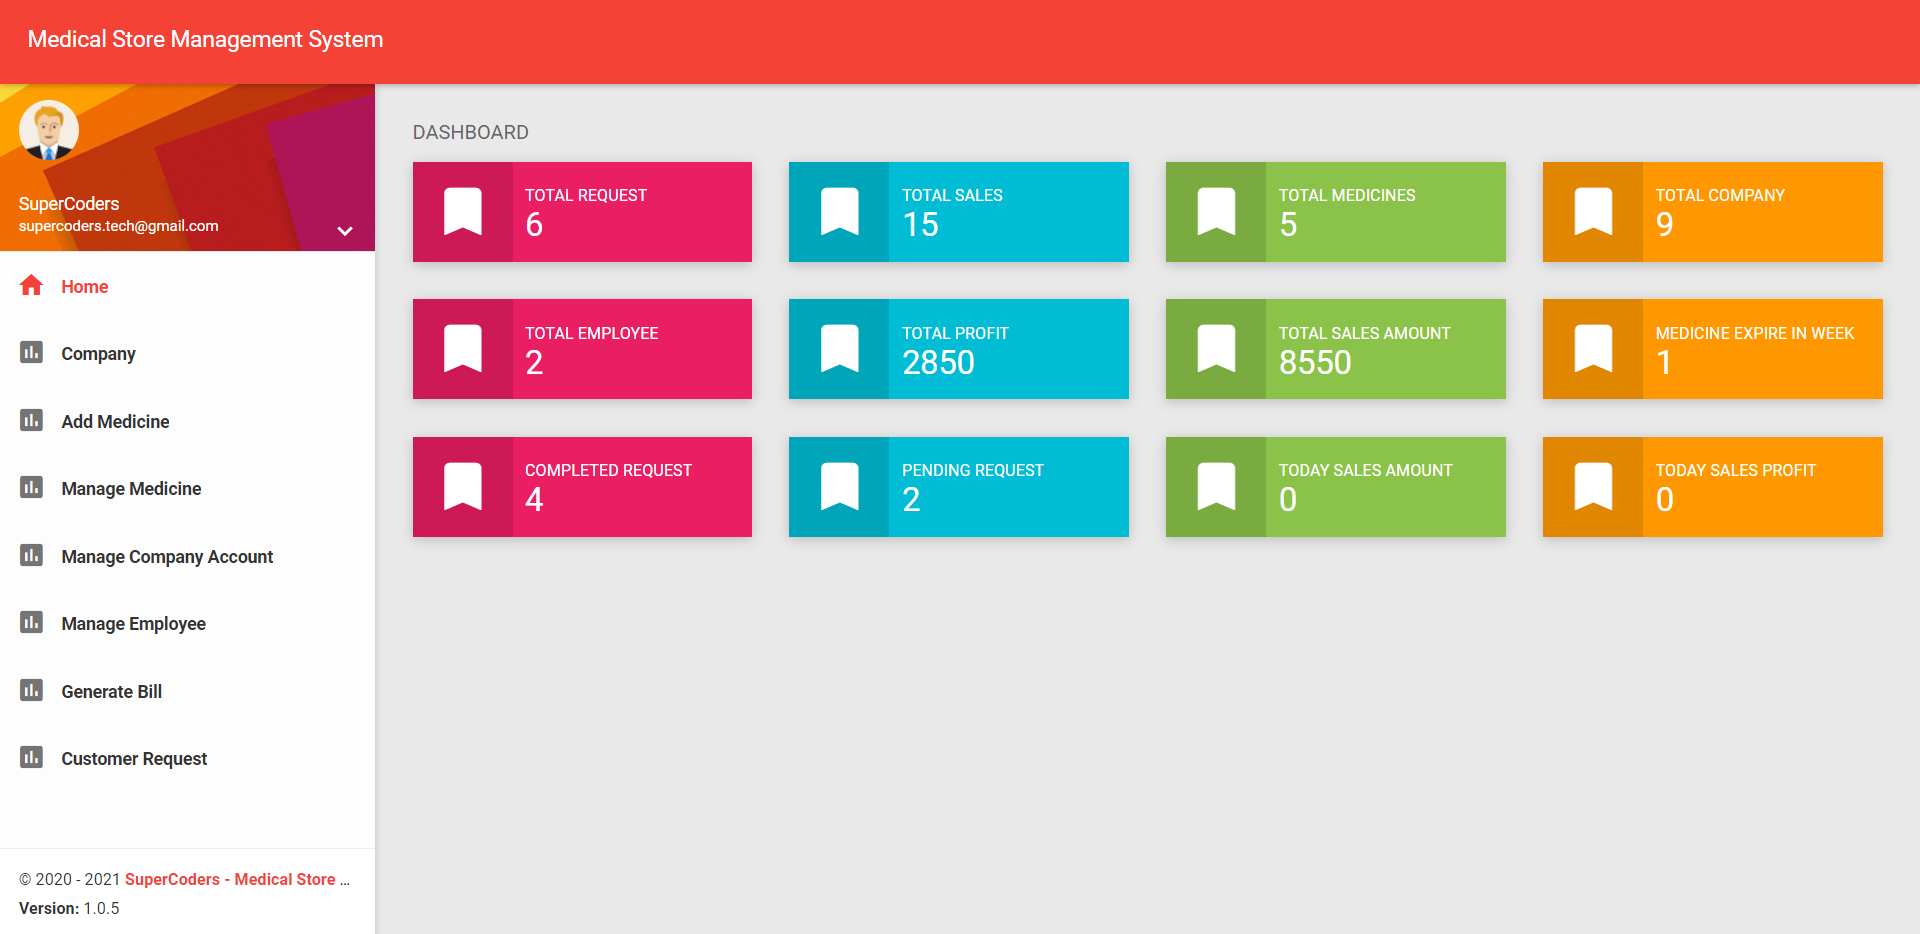 Medical Store Management System
SuperCoders
supercoders.tech@gmail.com
Home
Company
Add Medicine
Manage Medicine
Manage Company Account
Manage Employee
Generate Bill
Customer Request
© 2020 - 2021 SuperCoders - Medical Store ...
Version: 1.0.5
DASHBOARD
TOTAL REQUEST
6
TOTAL SALES
15
TOTAL MEDICINES
5
TOTAL COMPANY
9
TOTAL EMPLOYEE
2
TOTAL PROFIT
2850
TOTAL SALES AMOUNT
8550
MEDICINE EXPIRE IN WEEK
1
COMPLETED REQUEST
4
PENDING REQUEST
2
TODAY SALES AMOUNT
0
TODAY SALES PROFIT
0